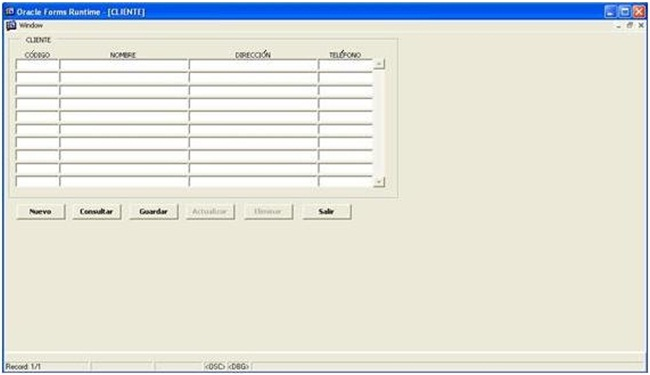 Oracle Forms Runtime - [CLIENTE]
Window
CLIENTE
CÓDIGO NOMBRE DIRECCIÓN TELÉFONO
Nuevo Consultar Guardar Actualizar Eliminar Salir
Record: 1/1 <OSC> <DBG>